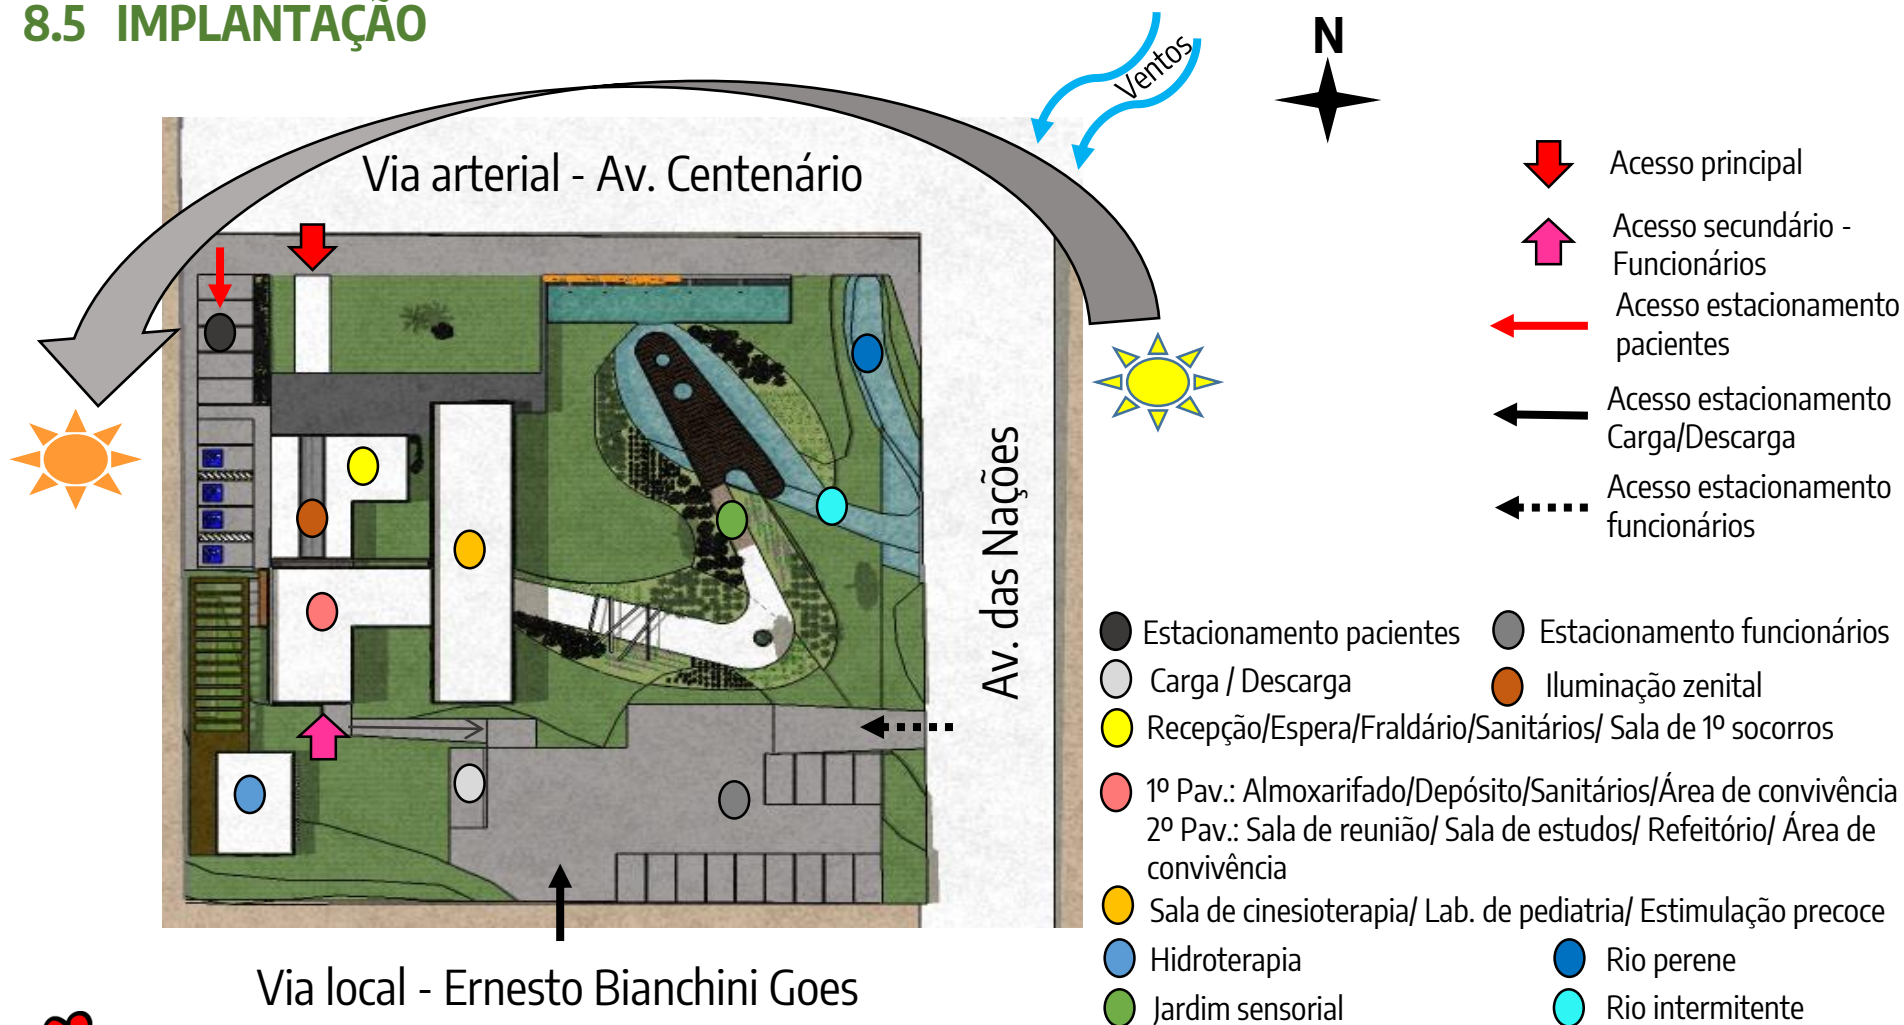 8.5 IMPLANTAÇÃO
Ventos
N
Via arterial - Av. Centenário
Av. das Nações
Via local - Ernesto Bianchini Goes
Acesso principal
Acesso secundário -
Funcionários
Acesso estacionamento
pacientes
Acesso estacionamento
Carga/Descarga
Acesso estacionamento
funcionários
Estacionamento pacientes
Estacionamento funcionários
Carga / Descarga
Iluminação zenital
Recepção/Espera/Fraldário/Sanitários/ Sala de 1º socorros
1º Pav.: Almoxarifado/Depósito/Sanitários/Área de convivência
2º Pav.: Sala de reunião/ Sala de estudos/ Refeitório/ Área de
convivência
Sala de cinesioterapia/ Lab. de pediatria/ Estimulação precoce
Hidroterapia
Rio perene
Jardim sensorial
Rio intermitente